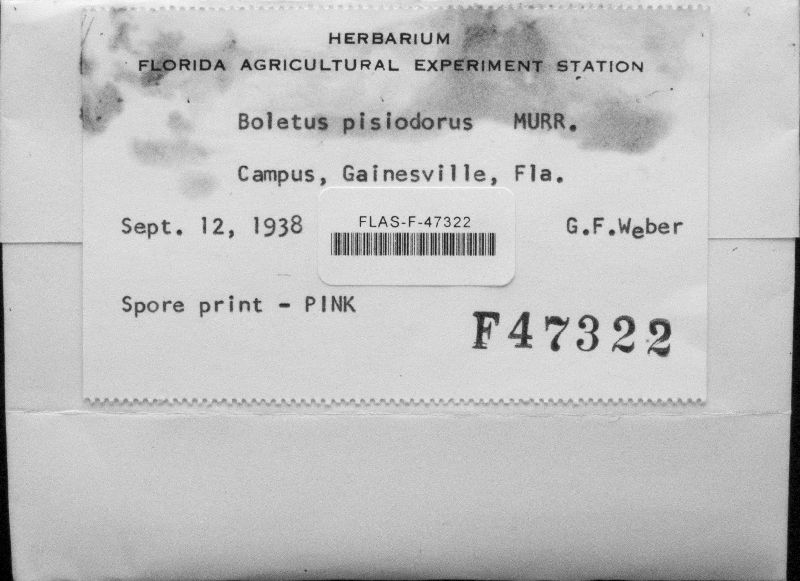 HERBARIUM
FLORIDA AGRICULTURAL EXPERIMENT STATION
Boletus pisiodorus MURR.
Campus, Gainesville, Fla.
Sept. 12, 1938 G.F.Weber
FLAS-F-47322
Spore print - PINK
F47322